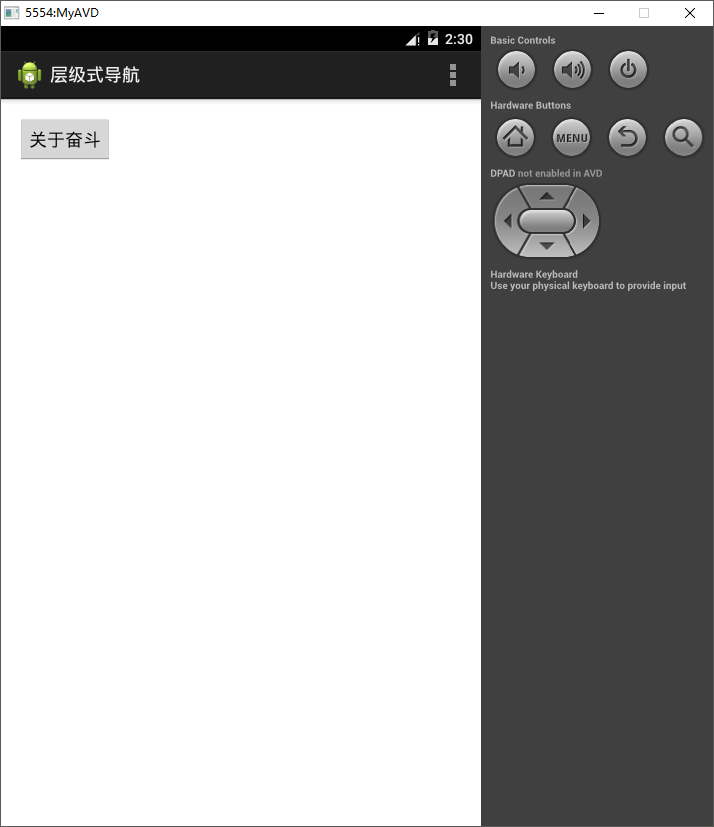 5554:MyAVD
2:30
层级式导航
关于奋斗
Basic Controls
Hardware Buttons
MENU
DPAD not enabled in AVD
Hardware Keyboard
Use your physical keyboard to provide input